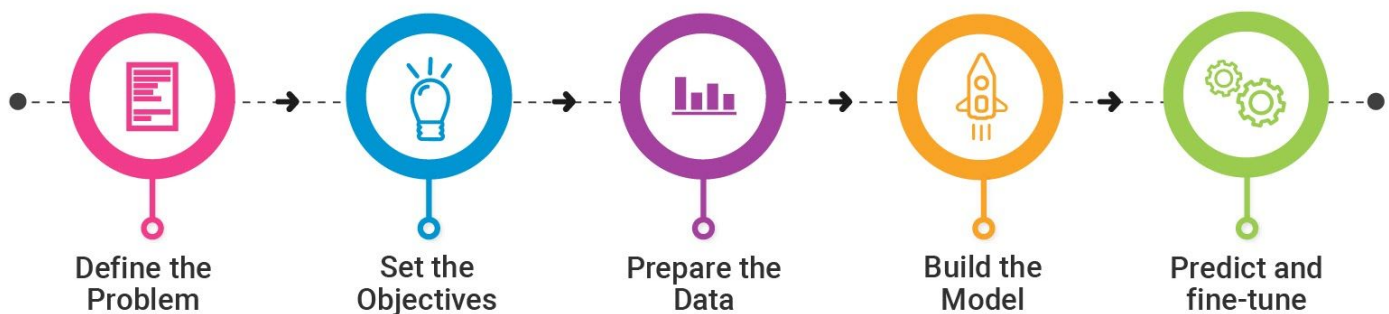 Define the
Problem
Set the
Objectives
Prepare the
Data
Build the
Model
Predict and
fine-tune